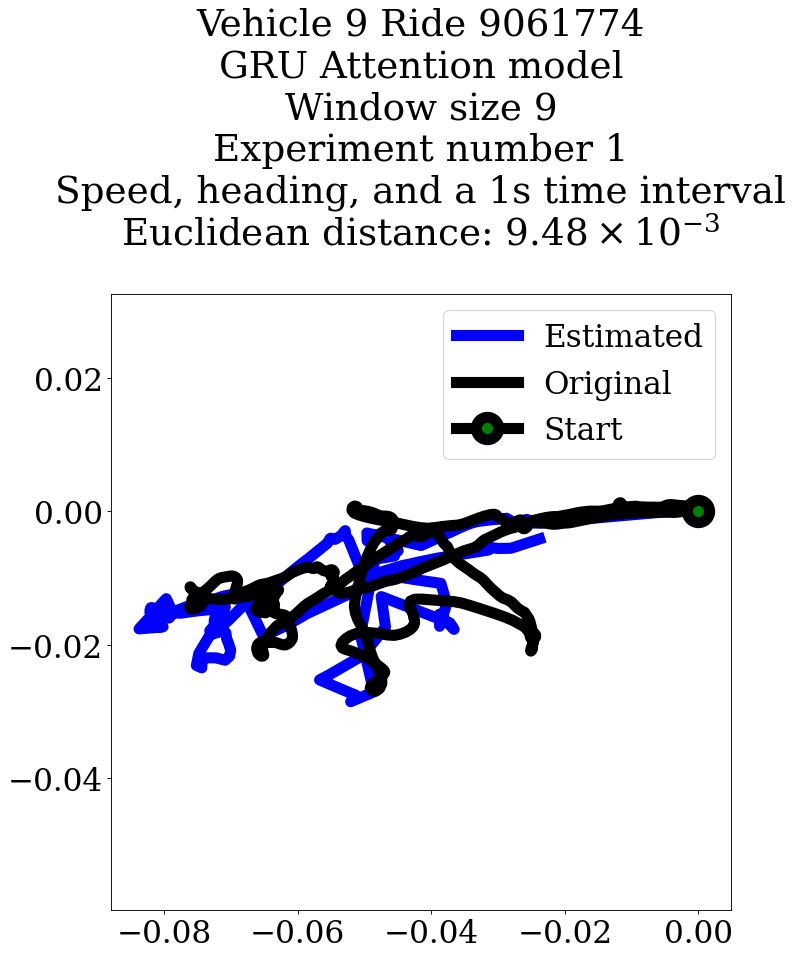 Vehicle 9 Ride 9061774
GRU Attention model
Window size 9
Experiment number 1
Speed, heading, and a 1s time interval
Euclidean distance: 9.48 × 10⁻³
Estimated
Original
Start
0.02
0.00
−0.02
−0.04
−0.08 −0.06 −0.04 −0.02 0.00